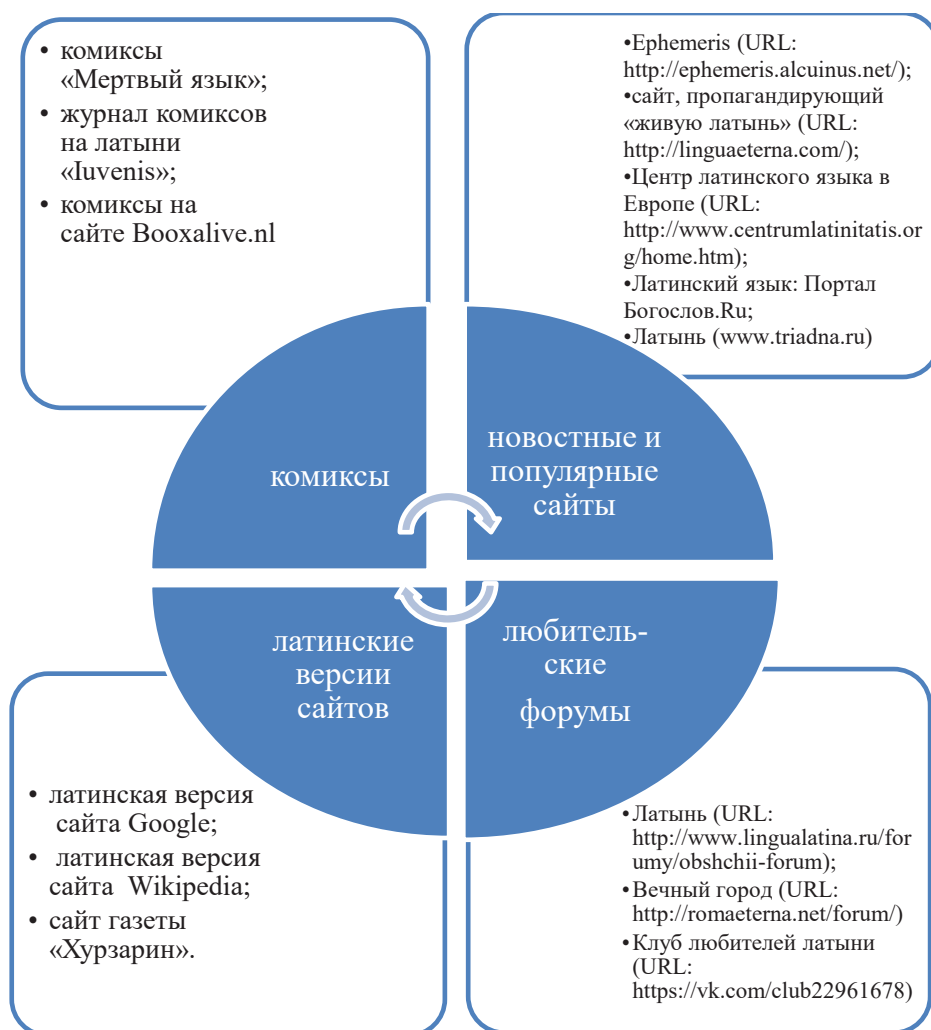 • комиксы
«Мертвый язык»;
• журнал комиксов
на латыни
«Iuvenis»;
• комиксы на
сайте Booxalive.nl
•Ephemeris (URL:
http://ephemeris.alcuinus.net/);
•сайт, пропагандирующий
«живую латынь» (URL:
http://linguaeterna.com/);
•Центр латинского языка в
Европе (URL:
http://www.centrumlatinitatis.or
g/home.htm);
•Латинский язык: Портал
Богослов.Ru;
•Латынь (www.triadna.ru)
комиксы
новостные и
популярные
сайты
латинские
версии
сайтов
любитель-
ские
форумы
• латинская версия
сайта Google;
• латинская версия
сайта Wikipedia;
• сайт газеты
«Хурзарин».
•Латынь (URL:
http://www.lingualatina.ru/for
umy/obshchii-forum);
•Вечный город (URL:
http://romaeterna.net/forum/)
•Клуб любителей латыни
(URL:
https://vk.com/club22961678)